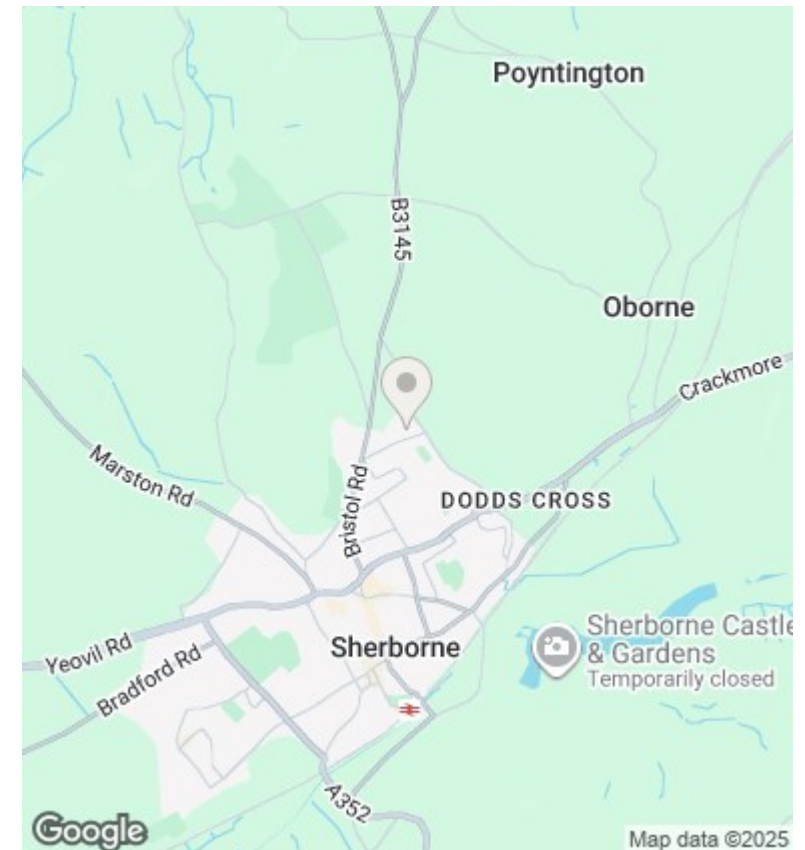 Poyntington
B3145
Oborne
Crackmore
Marston Rd
Bristol Rd
DODDS CROSS
Sherborne
Sherborne Castle
& Gardens
Temporarily closed
Yeovil Rd
Bradford Rd
A352
Google
Map data ©2025